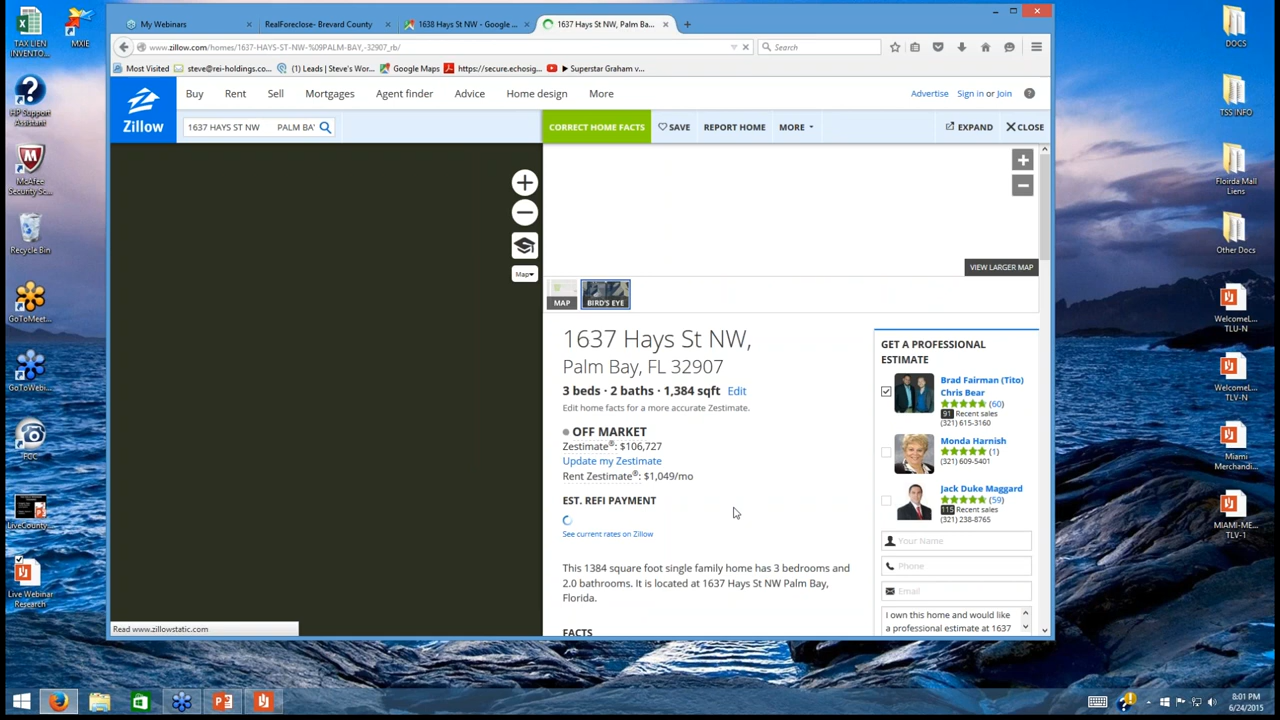 TAX LIEN
INVENTO...
MXIE
HP Support
Assistant
McAfee
Security Sc...
Recycle Bin
GoToMeet...
GoToWebi...
FCC
LiveCounty...
Live Webinar
Research
DOCS
TSS INFO
Floirda Mall
Liens
Other Docs
WelcomeL...
TLU-N
WelcomeL...
TLV-N
Miami
Merchandi...
MIAMI-ME...
TLV-1
My Webinars
RealForeclose- Brevard County
1638 Hays St NW - Google ...
1637 Hays St NW, Palm Ba...
www.zillow.com/homes/1637-HAYS-ST-NW-%09PALM-BAY,-32907_rb/
Search
Most Visited
steve@rei-holdings.co...
(1) Leads | Steve's Wor...
Google Maps
https://secure.echosig...
► Superstar Graham v...
Zillow
Buy
Rent
Sell
Mortgages
Agent finder
Advice
Home design
More
Advertise
Sign in or Join
1637 HAYS ST NW PALM BA
CORRECT HOME FACTS
SAVE
REPORT HOME
MORE
EXPAND
CLOSE
Map
VIEW LARGER MAP
MAP
BIRD'S EYE
1637 Hays St NW,
Palm Bay, FL 32907
3 beds · 2 baths · 1,384 sqft Edit
Edit home facts for a more accurate Zestimate.
OFF MARKET
Zestimate®: $106,727
Update my Zestimate
Rent Zestimate®: $1,049/mo
EST. REFI PAYMENT
See current rates on Zillow
This 1384 square foot single family home has 3 bedrooms and
2.0 bathrooms. It is located at 1637 Hays St NW Palm Bay,
Florida.
FACTS
GET A PROFESSIONAL
ESTIMATE
Brad Fairman (Tito)
Chris Bear
(60)
91 Recent sales
(321) 615-3160
Monda Harnish
(1)
(321) 609-5401
Jack Duke Maggard
(59)
115 Recent sales
(321) 238-8765
Your Name
Phone
Email
I own this home and would like
a professional estimate at 1637
Read www.zillowstatic.com
8:01 PM
6/24/2015